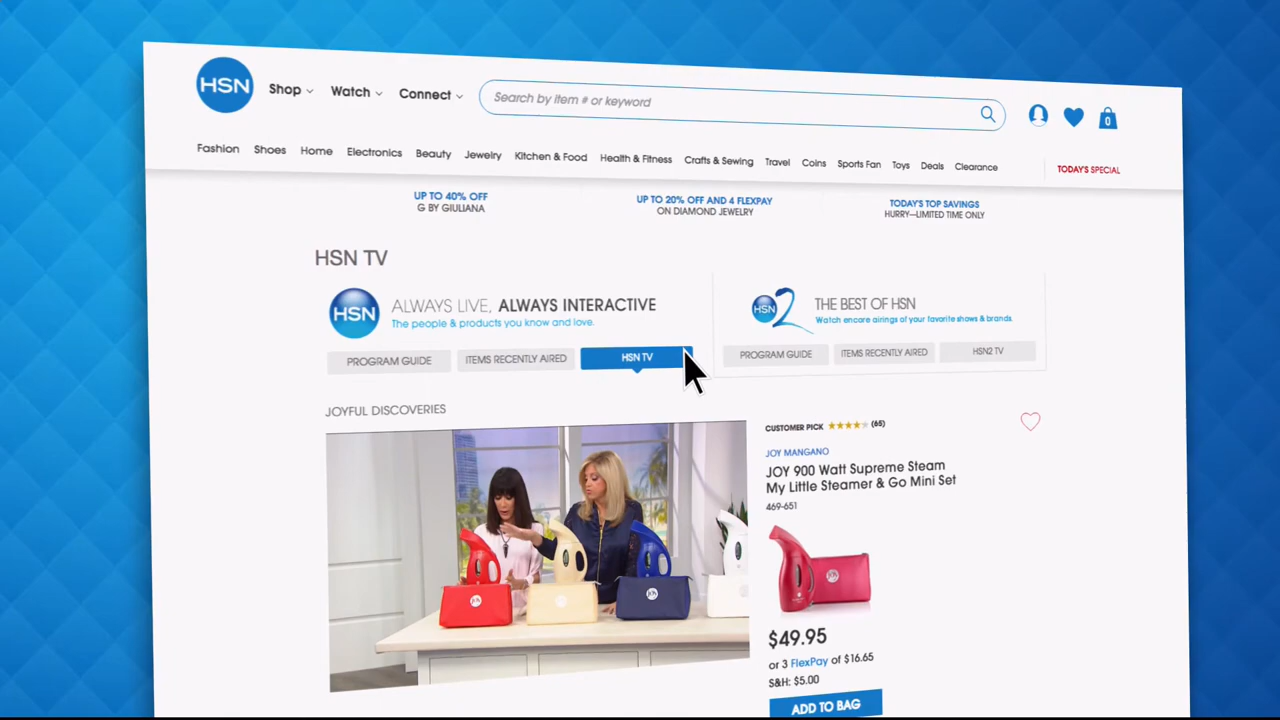 HSN
Shop
Watch
Connect
Search by item # or keyword
0
Fashion
Shoes
Home
Electronics
Beauty
Jewelry
Kitchen & Food
Health & Fitness
Crafts & Sewing
Travel
Coins
Sports Fan
Toys
Deals
Clearance
TODAY'S SPECIAL
UP TO 40% OFF
G BY GIULIANA
UP TO 20% OFF AND 4 FLEXPAY
ON DIAMOND JEWELRY
TODAY'S TOP SAVINGS
HURRY—LIMITED TIME ONLY
HSN TV
HSN
ALWAYS LIVE, ALWAYS INTERACTIVE
The people & products you know and love.
PROGRAM GUIDE
ITEMS RECENTLY AIRED
HSN TV
HSN2
THE BEST OF HSN
Watch encore airings of your favorite shows & brands.
PROGRAM GUIDE
ITEMS RECENTLY AIRED
HSN2 TV
JOYFUL DISCOVERIES
JOY
JOY
CUSTOMER PICK
(65)
JOY MANGANO
JOY 900 Watt Supreme Steam
My Little Steamer & Go Mini Set
469-651
JOY
$49.95
or 3 FlexPay of $16.65
S&H: $5.00
ADD TO BAG